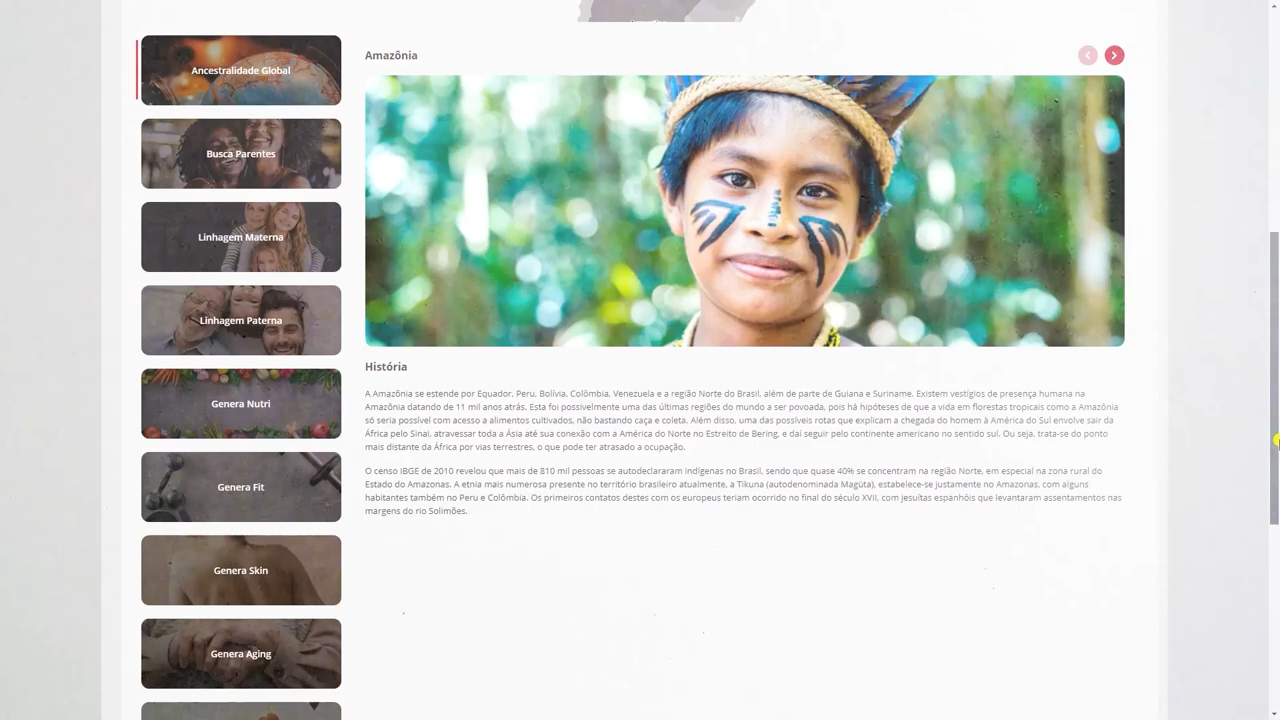 Ancestralidade Global
Busca Parentes
Linhagem Materna
Linhagem Paterna
Genera Nutri
Genera Fit
Genera Skin
Genera Aging
Amazônia
História
A Amazônia se estende por Equador, Peru, Bolívia, Colômbia, Venezuela e a região Norte do Brasil, além de parte de Guiana e Suriname. Existem vestígios de presença humana na
Amazônia datando de 11 mil anos atrás. Esta foi possivelmente uma das últimas regiões do mundo a ser povoada, pois há hipóteses de que a vida em florestas tropicais como a Amazônia
só seria possível com acesso a alimentos cultivados, não bastando caça e coleta. Além disso, uma das possíveis rotas que explicam a chegada do homem à América do Sul envolve sair da
África pelo Sinai, atravessar toda a Ásia até sua conexão com a América do Norte no Estreito de Bering, e daí seguir pelo continente americano no sentido sul. Ou seja, trata-se do ponto
mais distante da África por vias terrestres, o que pode ter atrasado a ocupação.
O censo IBGE de 2010 revelou que mais de 810 mil pessoas se autodeclararam indígenas no Brasil, sendo que quase 40% se concentram na região Norte, em especial na zona rural do
Estado do Amazonas. A etnia mais numerosa presente no território brasileiro atualmente, a Tikuna (autodenominada Magüta), estabelece-se justamente no Amazonas, com alguns
habitantes também no Peru e Colômbia. Os primeiros contatos destes com os europeus teriam ocorrido no final do século XVII, com jesuítas espanhóis que levantaram assentamentos nas
margens do rio Solimões.